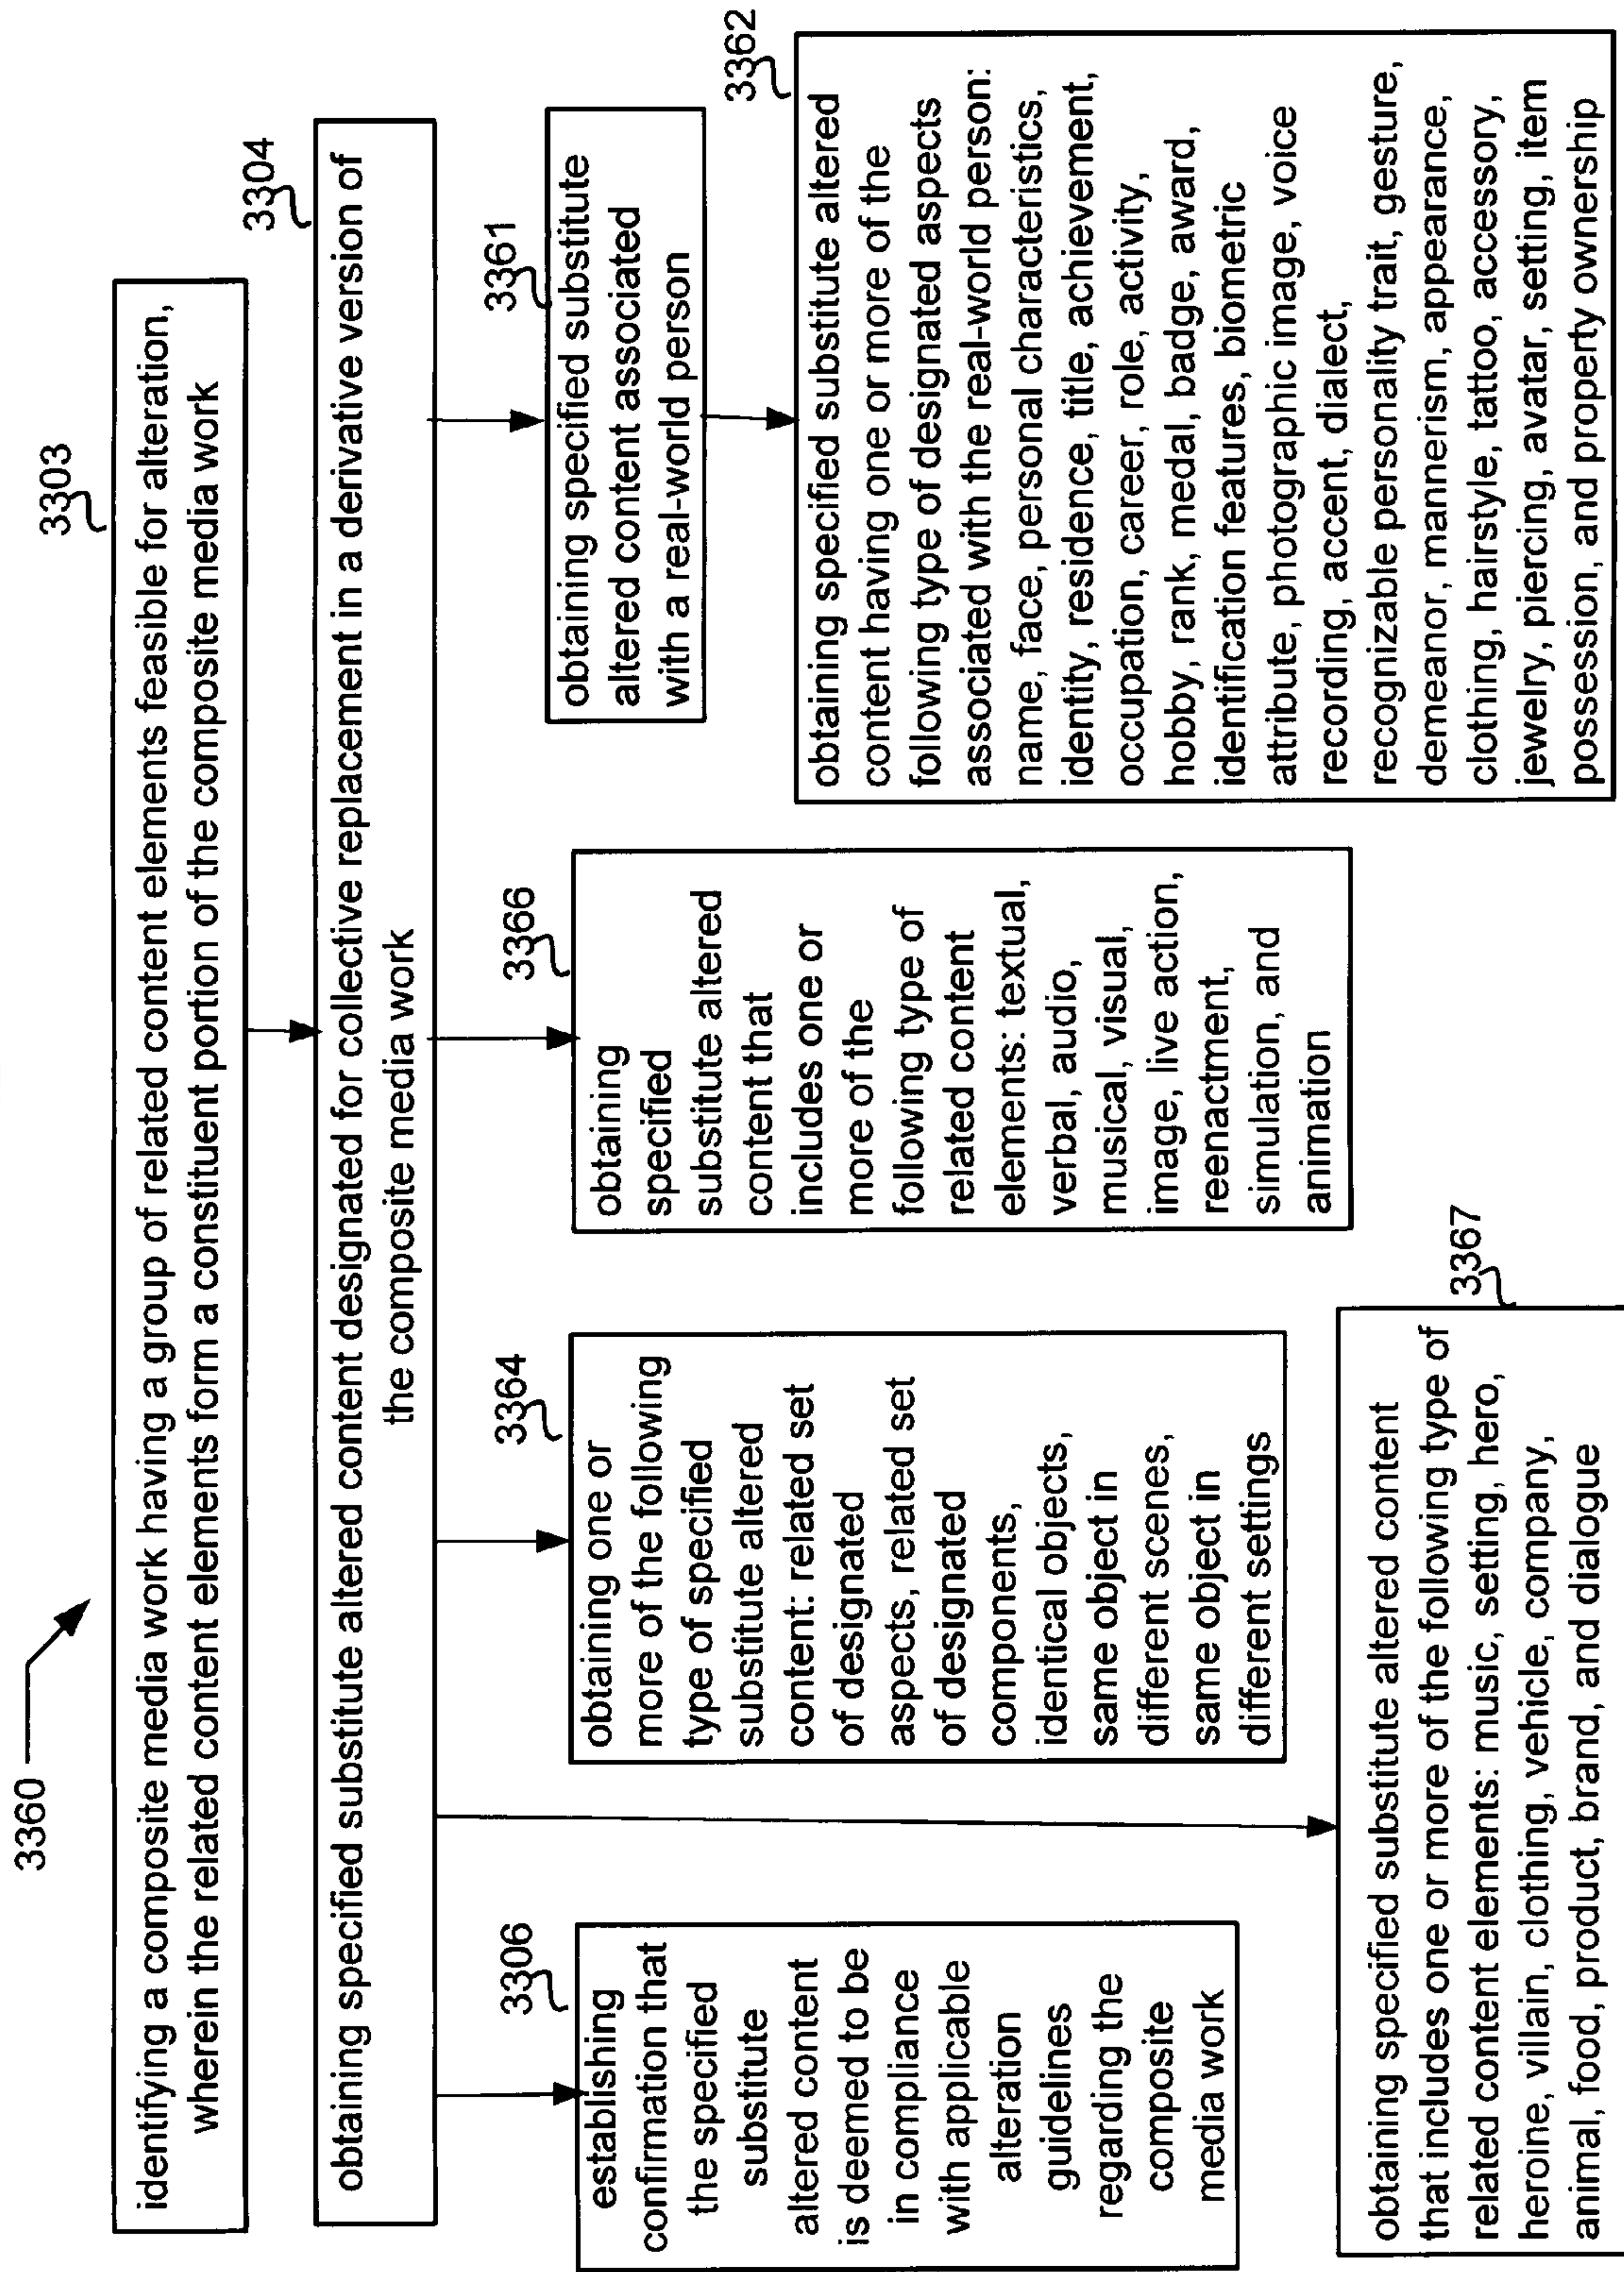 3360
3303
identifying a composite media work having a group of related content elements feasible for alteration,
wherein the related content elements form a constituent portion of the composite media work
3304
obtaining specified substitute altered content designated for collective replacement in a derivative version of
the composite media work
3306
establishing
confirmation that
the specified
substitute
altered content
is deemed to be
in compliance
with applicable
alteration
guidelines
regarding the
composite
media work
3364
obtaining one or
more of the following
type of specified
substitute altered
content: related set
of designated
aspects, related set
of designated
components,
identical objects,
same object in
different scenes,
same object in
different settings
3366
obtaining
specified
substitute altered
content that
includes one or
more of the
following type of
related content
elements: textual,
verbal, audio,
musical, visual,
image, live action,
reenactment,
simulation, and
animation
3361
obtaining specified substitute
altered content associated
with a real-world person
3362
obtaining specified substitute altered
content having one or more of the
following type of designated aspects
associated with the real-world person:
name, face, personal characteristics,
identity, residence, title, achievement,
occupation, career, role, activity,
hobby, rank, medal, badge, award,
identification features, biometric
attribute, photographic image, voice
recording, accent, dialect,
recognizable personality trait, gesture,
demeanor, mannerism, appearance,
clothing, hairstyle, tattoo, accessory,
jewelry, piercing, avatar, setting, item
possession, and property ownership
3367
obtaining specified substitute altered content
that includes one or more of the following type of
related content elements: music, setting, hero,
heroine, villain, clothing, vehicle, company,
animal, food, product, brand, and dialogue